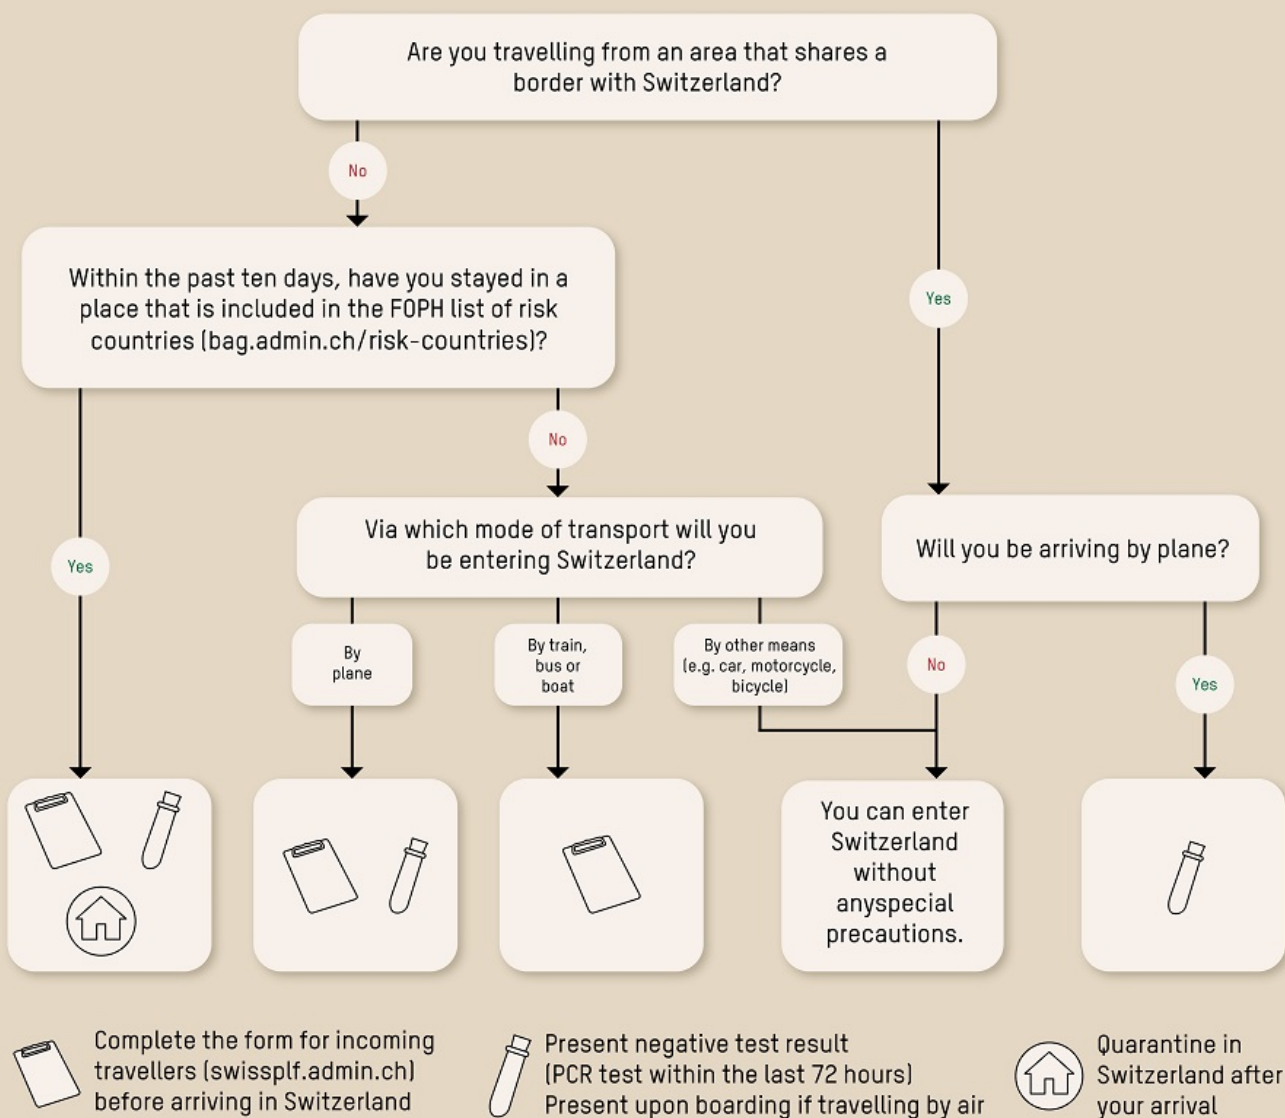 Are you travelling from an area that shares a
border with Switzerland?
No
Yes
Within the past ten days, have you stayed in a
place that is included in the FOPH list of risk
countries (bag.admin.ch/risk-countries)?
Yes
No
Via which mode of transport will you
be entering Switzerland?
Will you be arriving by plane?
By
plane
By train,
bus or
boat
By other means
(e.g. car, motorcycle,
bicycle)
No
Yes
You can enter
Switzerland
without
anyspecial
precautions.
Complete the form for incoming
travellers (swissplf.admin.ch)
before arriving in Switzerland
Present negative test result
(PCR test within the last 72 hours)
Present upon boarding if travelling by air
Quarantine in
Switzerland after
your arrival